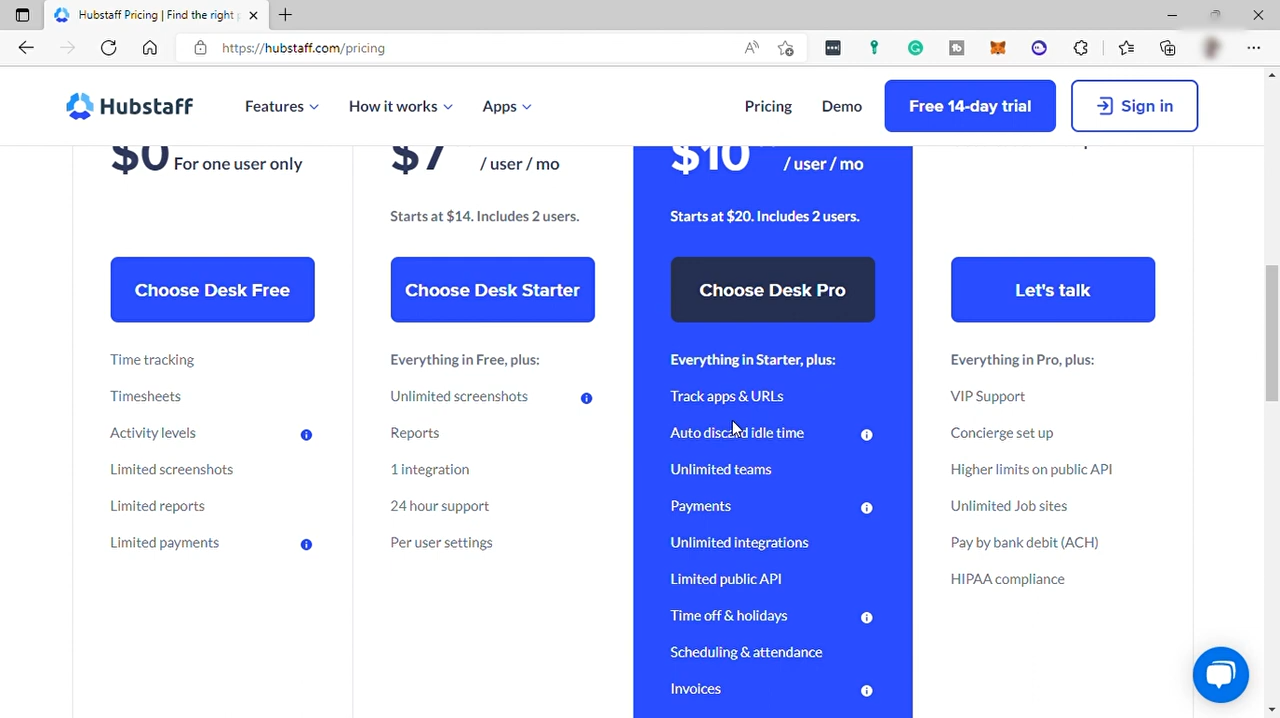 Hubstaff Pricing | Find the right
https://hubstaff.com/pricing
Hubstaff
Features
How it works
Apps
Pricing
Demo
Free 14-day trial
Sign in
$0 For one user only
$7 / user / mo
$10 / user / mo
Starts at $14. Includes 2 users.
Starts at $20. Includes 2 users.
Choose Desk Free
Choose Desk Starter
Choose Desk Pro
Let's talk
Time tracking
Timesheets
Activity levels
Limited screenshots
Limited reports
Limited payments
Everything in Free, plus:
Unlimited screenshots
Reports
1 integration
24 hour support
Per user settings
Everything in Starter, plus:
Track apps & URLs
Auto discard idle time
Unlimited teams
Payments
Unlimited integrations
Limited public API
Time off & holidays
Scheduling & attendance
Invoices
Everything in Pro, plus:
VIP Support
Concierge set up
Higher limits on public API
Unlimited Job sites
Pay by bank debit (ACH)
HIPAA compliance